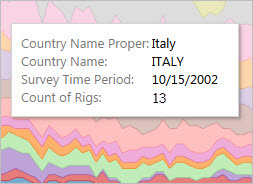 Country Name Proper: Italy
Country Name: ITALY
Survey Time Period: 10/15/2002
Count of Rigs: 13